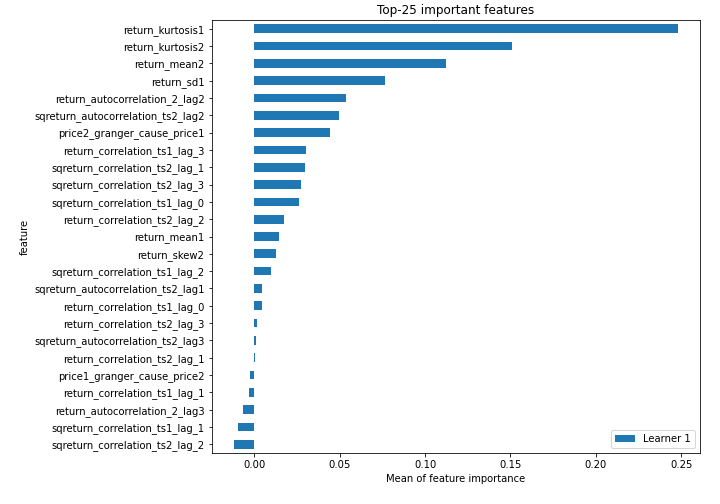 Top-25 important features
return_kurtosis1
return_kurtosis2
return_mean2
return_sd1
return_autocorrelation_2_lag2
sqreturn_autocorrelation_ts2_lag2
price2_granger_cause_price1
return_correlation_ts1_lag_3
sqreturn_correlation_ts2_lag_1
sqreturn_correlation_ts2_lag_3
sqreturn_correlation_ts1_lag_0
return_correlation_ts2_lag_2
return_mean1
return_skew2
sqreturn_correlation_ts1_lag_2
sqreturn_autocorrelation_ts2_lag1
return_correlation_ts1_lag_0
return_correlation_ts2_lag_3
sqreturn_autocorrelation_ts2_lag3
return_correlation_ts2_lag_1
price1_granger_cause_price2
return_correlation_ts1_lag_1
return_autocorrelation_2_lag3
sqreturn_correlation_ts1_lag_1
sqreturn_correlation_ts2_lag_2
feature
Learner 1
0.00 0.05 0.10 0.15 0.20 0.25
Mean of feature importance